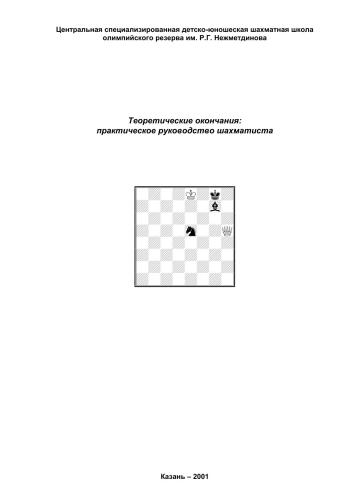 Центральная специализированная детско-юношеская шахматная школа
олимпийского резерва им. Р.Г. Нежметдинова
Теоретические окончания:
практическое руководство шахматиста
Казань – 2001